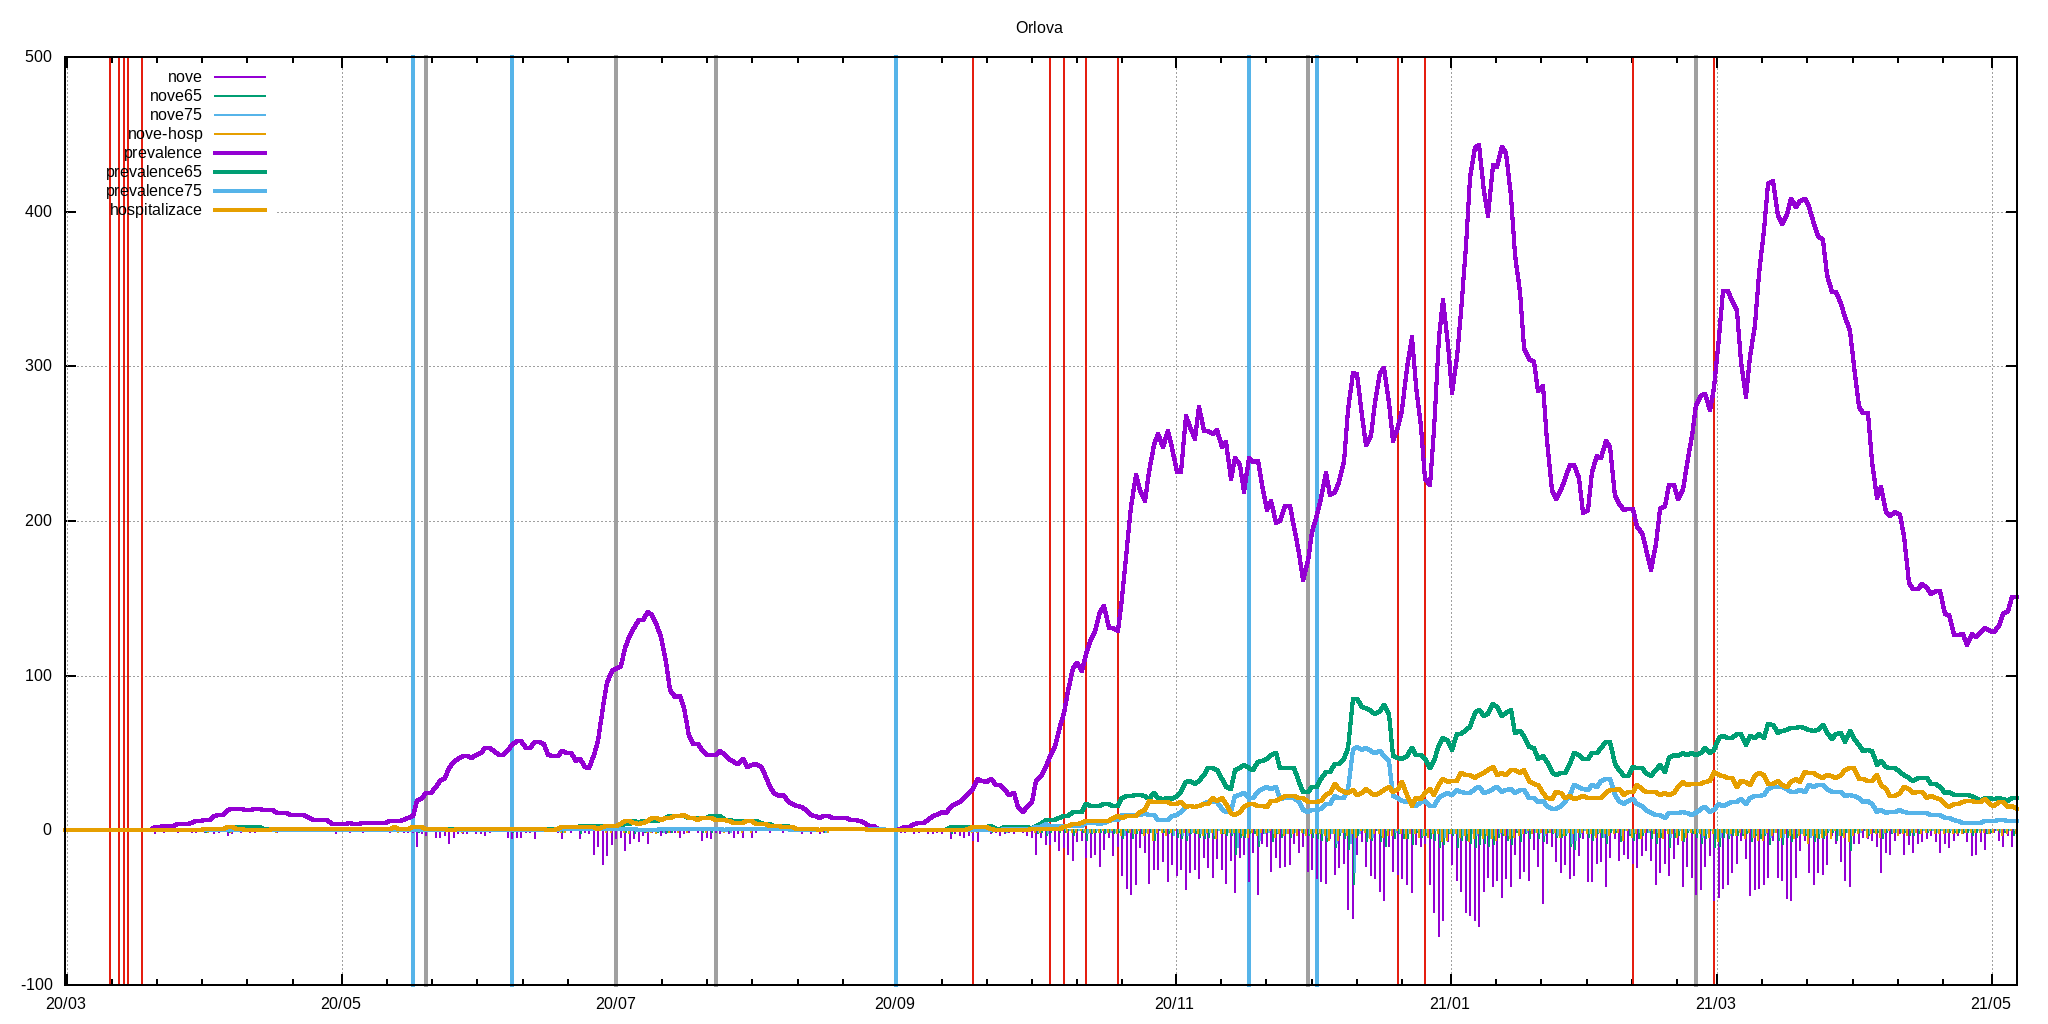 Orlova
500
400
300
200
100
0
-100
nove
nove65
nove75
nove-hosp
prevalence
prevalence65
prevalence75
hospitalizace
20/03 20/05 20/07 20/09 20/11 21/01 21/03 21/05